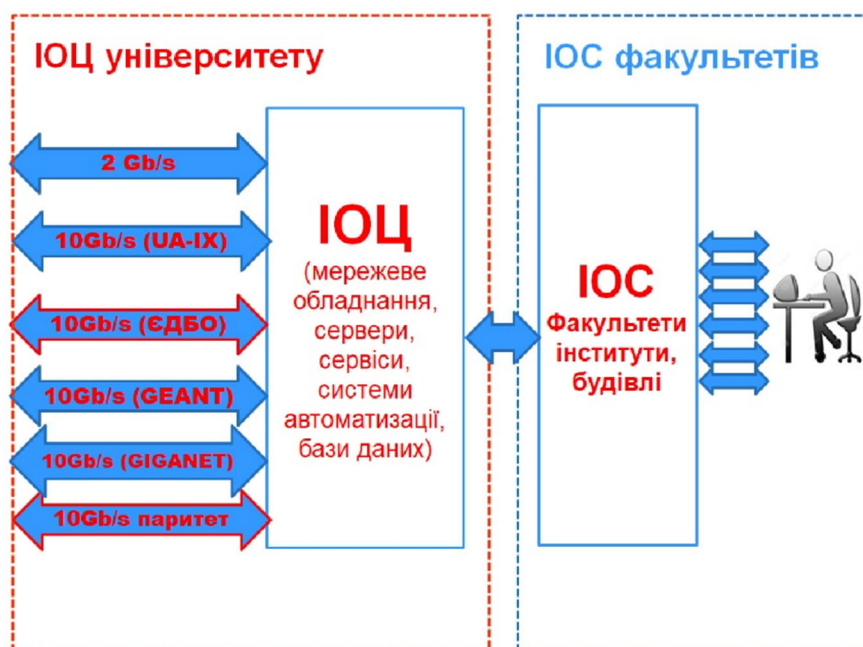 ІОЦ університету
2 Gb/s
10Gb/s (UA-IX)
10Gb/s (ЄДБО)
10Gb/s (GEANT)
10Gb/s (GIGANET)
10Gb/s паритет
ІОЦ
(мережеве
обладнання,
сервери,
сервіси,
системи
автоматизації,
бази даних)
ІОС факультетів
ІОС
Факультети
інститути,
будівлі